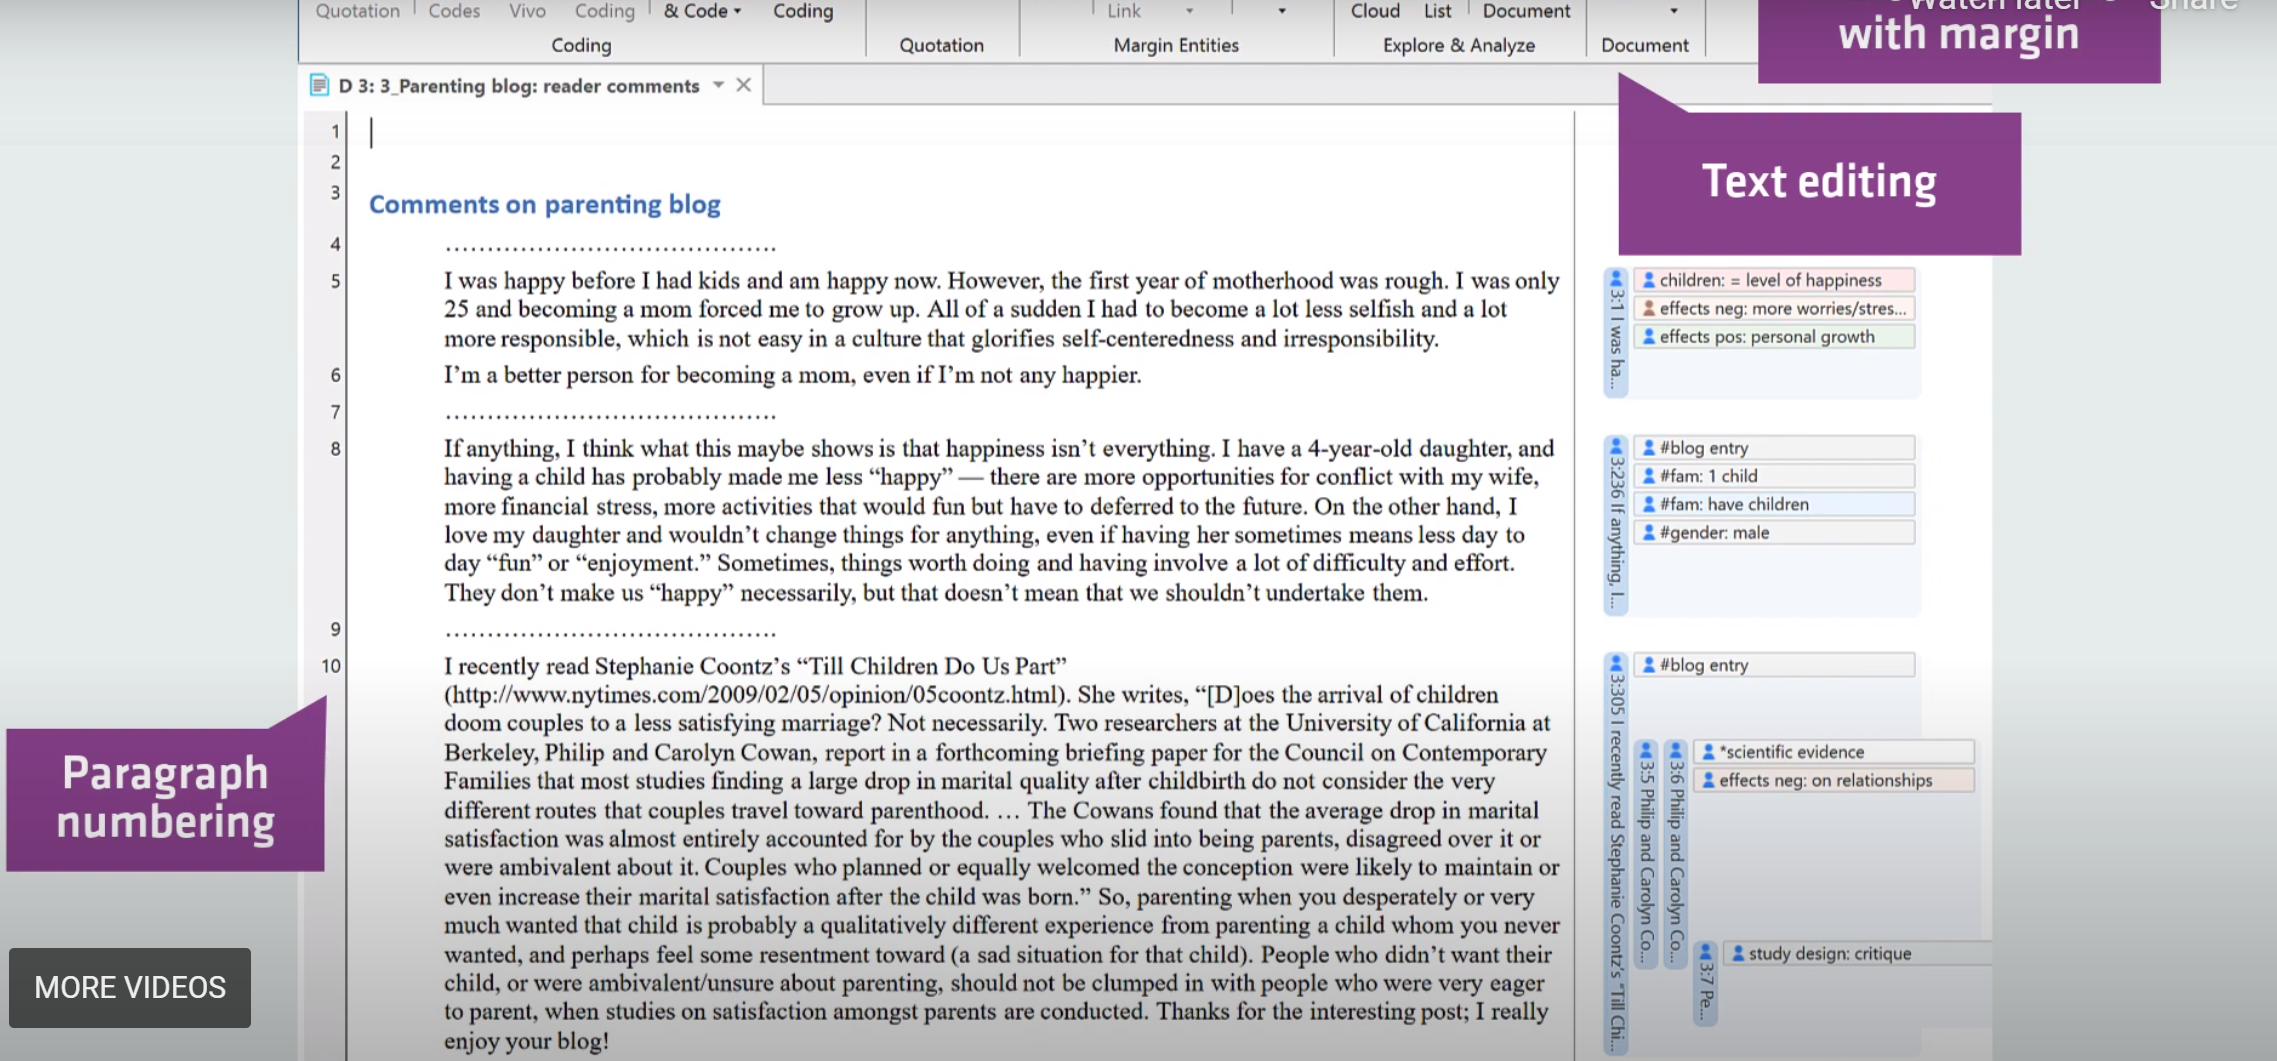 Watch later Share
Quotation Codes Vivo Coding & Code Coding Link Cloud List Document
with margin
Coding Quotation Margin Entities Explore & Analyze Document
D 3: 3_Parenting blog: reader comments
Text editing
1
2
3 Comments on parenting blog
4 ........................................
5 I was happy before I had kids and am happy now. However, the first year of motherhood was rough. I was only
25 and becoming a mom forced me to grow up. All of a sudden I had to become a lot less selfish and a lot
more responsible, which is not easy in a culture that glorifies self-centeredness and irresponsibility.
6 I’m a better person for becoming a mom, even if I’m not any happier.
7 ........................................
8 If anything, I think what this maybe shows is that happiness isn’t everything. I have a 4-year-old daughter, and
having a child has probably made me less “happy” — there are more opportunities for conflict with my wife,
more financial stress, more activities that would fun but have to deferred to the future. On the other hand, I
love my daughter and wouldn’t change things for anything, even if having her sometimes means less day to
day “fun” or “enjoyment.” Sometimes, things worth doing and having involve a lot of difficulty and effort.
They don’t make us “happy” necessarily, but that doesn’t mean that we shouldn’t undertake them.
9 ........................................
10 I recently read Stephanie Coontz’s “Till Children Do Us Part”
(http://www.nytimes.com/2009/02/05/opinion/05coontz.html). She writes, “[D]oes the arrival of children
doom couples to a less satisfying marriage? Not necessarily. Two researchers at the University of California at
Berkeley, Philip and Carolyn Cowan, report in a forthcoming briefing paper for the Council on Contemporary
Families that most studies finding a large drop in marital quality after childbirth do not consider the very
different routes that couples travel toward parenthood. … The Cowans found that the average drop in marital
satisfaction was almost entirely accounted for by the couples who slid into being parents, disagreed over it or
were ambivalent about it. Couples who planned or equally welcomed the conception were likely to maintain or
even increase their marital satisfaction after the child was born.” So, parenting when you desperately or very
much wanted that child is probably a qualitatively different experience from parenting a child whom you never
wanted, and perhaps feel some resentment toward (a sad situation for that child). People who didn’t want their
child, or were ambivalent/unsure about parenting, should not be clumped in with people who were very eager
to parent, when studies on satisfaction amongst parents are conducted. Thanks for the interesting post; I really
enjoy your blog!
3:1 I was ha...
children: = level of happiness
effects neg: more worries/stres...
effects pos: personal growth
3:236 If anything, I...
#blog entry
#fam: 1 child
#fam: have children
#gender: male
3:305 I recently read Stephanie Coontz’s “Till Chi...
#blog entry
3:5 Philip and Carolyn Co...
3:6 Philip and Carolyn Co...
*scientific evidence
effects neg: on relationships
3:7 Pe...
study design: critique
Paragraph
numbering
MORE VIDEOS